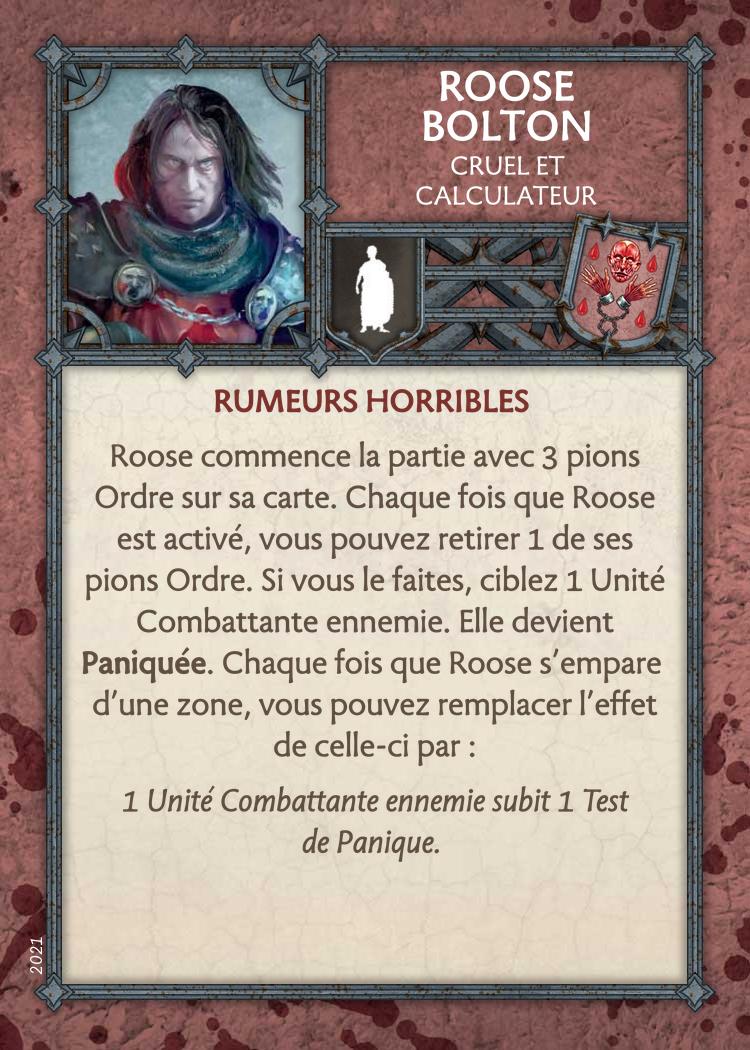 ROOSE
BOLTON
CRUEL ET
CALCULATEUR
RUMEURS HORRIBLES
Roose commence la partie avec 3 pions
Ordre sur sa carte. Chaque fois que Roose
est activé, vous pouvez retirer 1 de ses
pions Ordre. Si vous le faites, ciblez 1 Unité
Combattante ennemie. Elle devient
Paniquée. Chaque fois que Roose s’empare
d’une zone, vous pouvez remplacer l’effet
de celle-ci par :
1 Unité Combattante ennemie subit 1 Test
de Panique.
2021